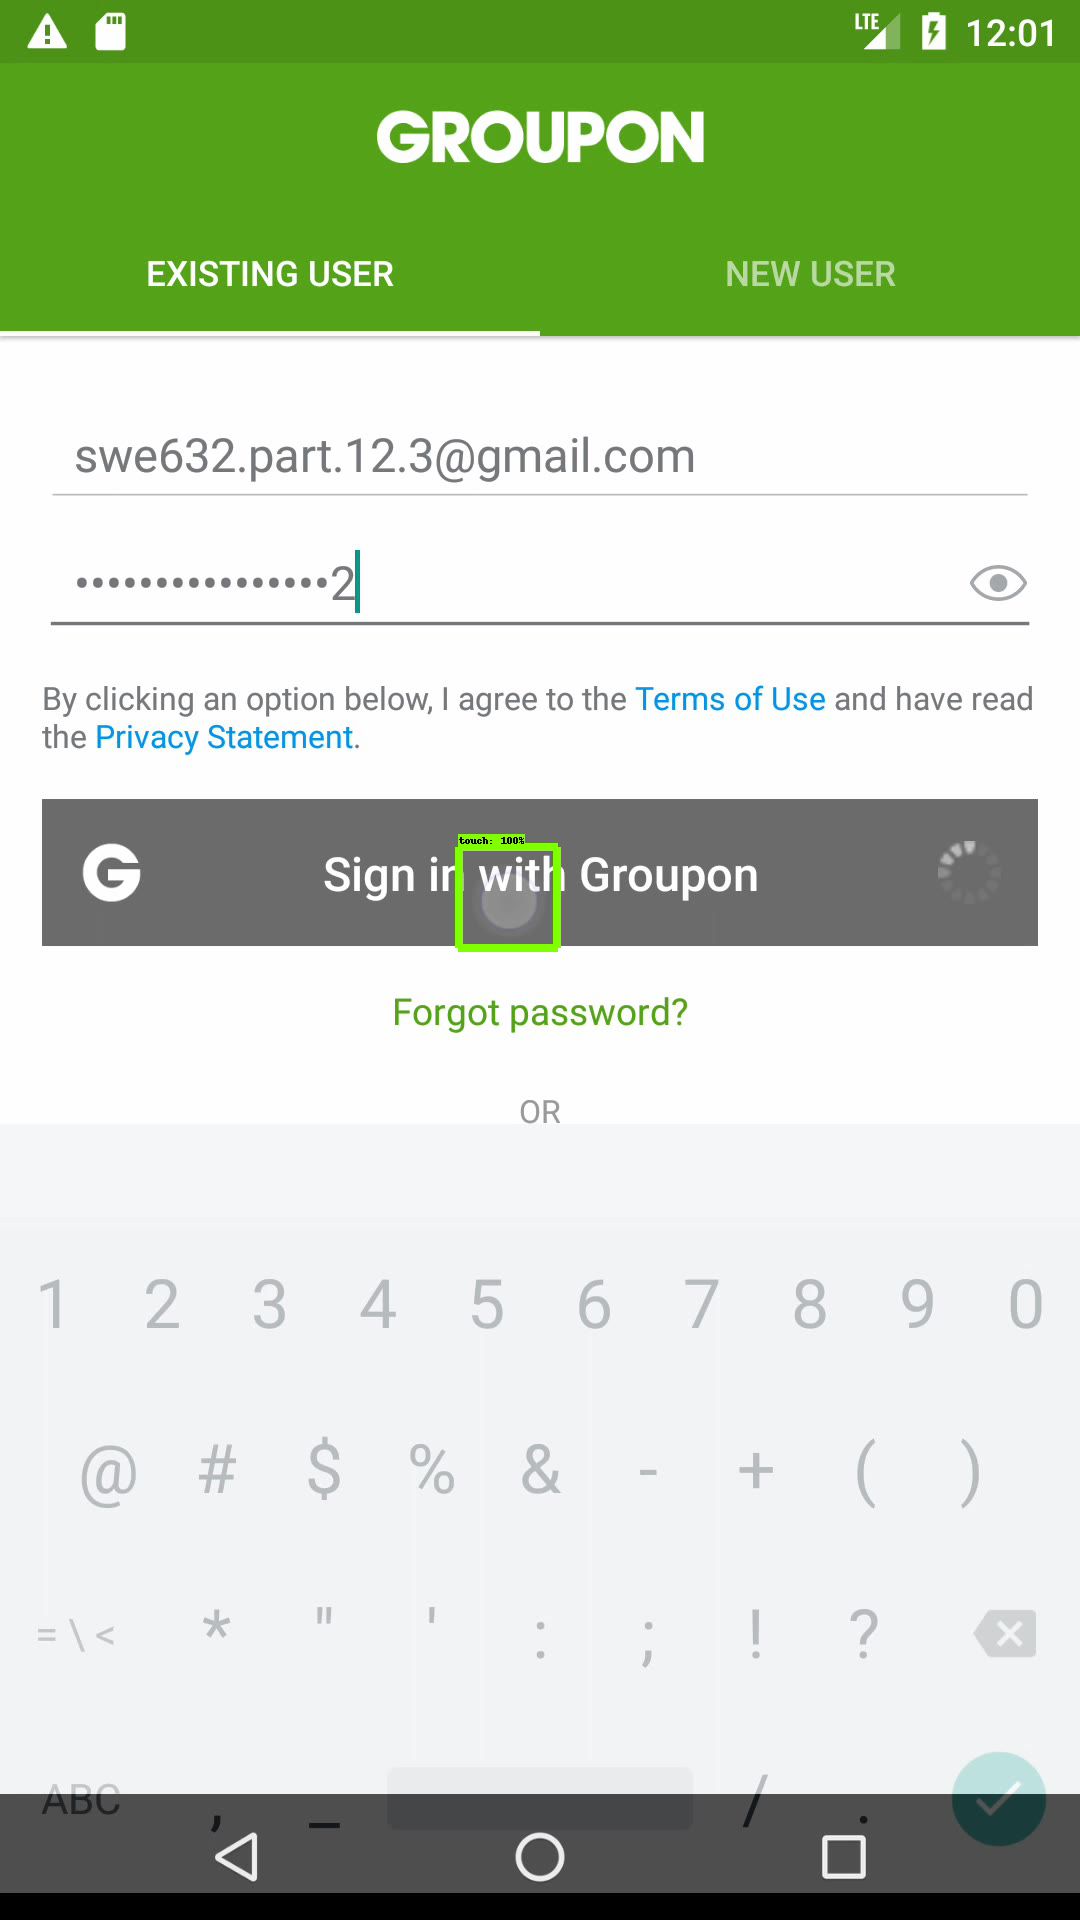 LTE 12:01
GROUPON
EXISTING USER NEW USER
swe632.part.12.3@gmail.com
••••••••••••••••2
By clicking an option below, I agree to the Terms of Use and have read
the Privacy Statement.
touch: 100%
G Sign in with Groupon
Forgot password?
OR
1 2 3 4 5 6 7 8 9 0
@ # $ % & - + ( )
= \ < * " ' : ; ! ?
ABC , _ / .